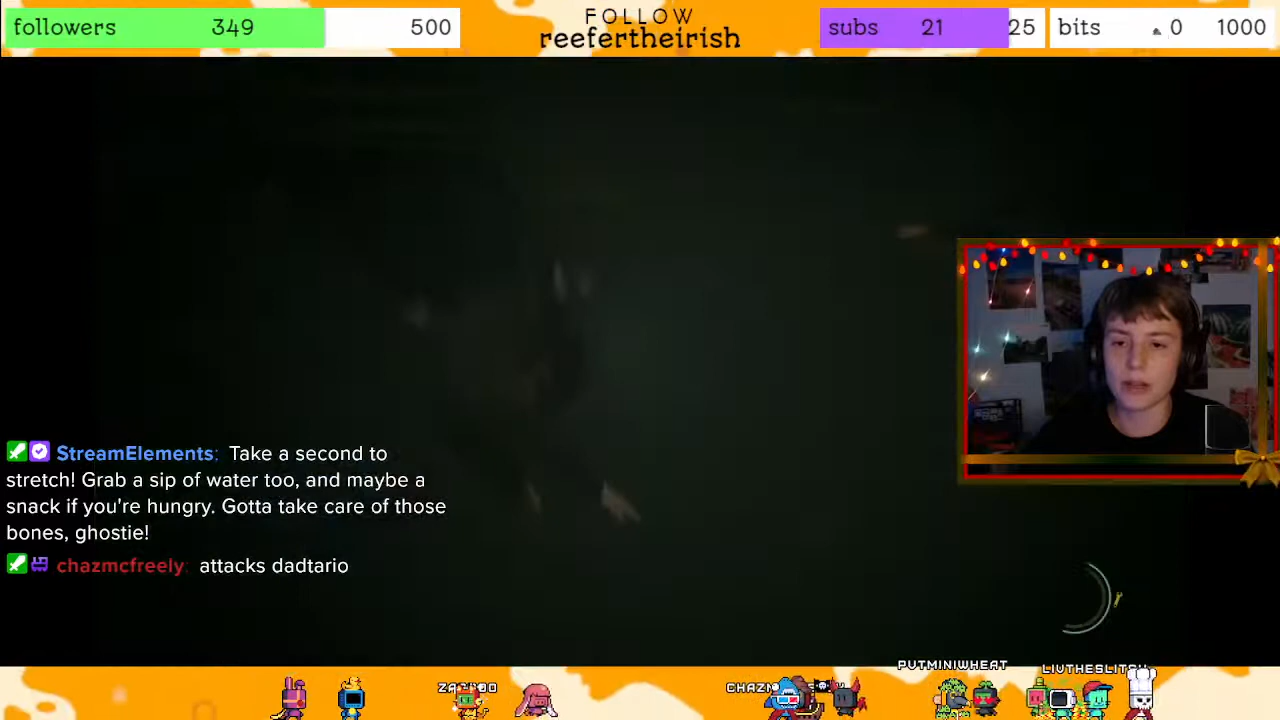 followers 349 500
FOLLOW
reefertheirish
subs 21 25
bits 0 1000
StreamElements: Take a second to
stretch! Grab a sip of water too, and maybe a
snack if you're hungry. Gotta take care of those
bones, ghostie!
chazmcfreely: attacks dadtario
PUTMINIWHEAT